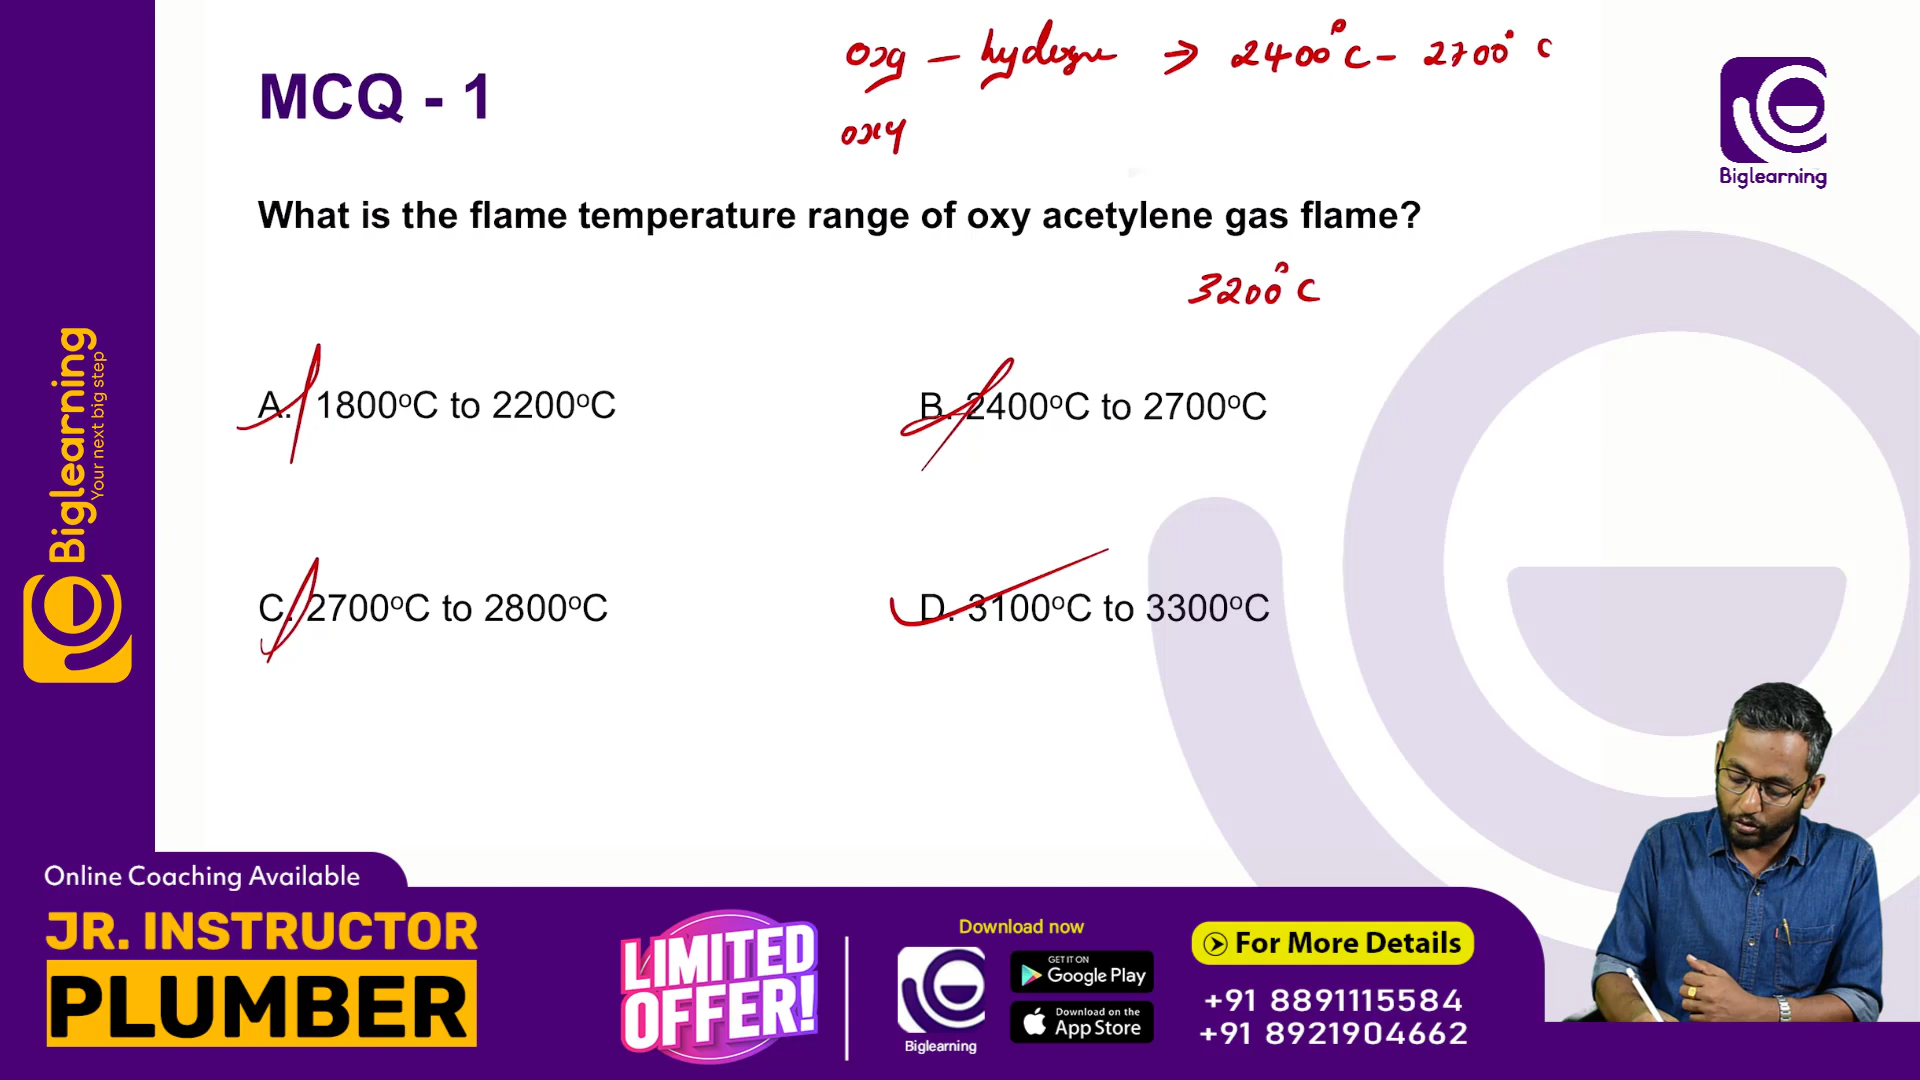 oxy – hydrogne ⇒ 2400°C – 2700°C
MCQ - 1
oxy
Biglearning
What is the flame temperature range of oxy acetylene gas flame?
3200°C
A. 1800°C to 2200°C
B. 2400°C to 2700°C
C. 2700°C to 2800°C
D. 3100°C to 3300°C
Biglearning
Your next big step
Online Coaching Available
JR. INSTRUCTOR
PLUMBER
LIMITED
OFFER!
Download now
Biglearning
GET IT ON
Google Play
Download on the
App Store
For More Details
+91 8891115584
+91 8921904662